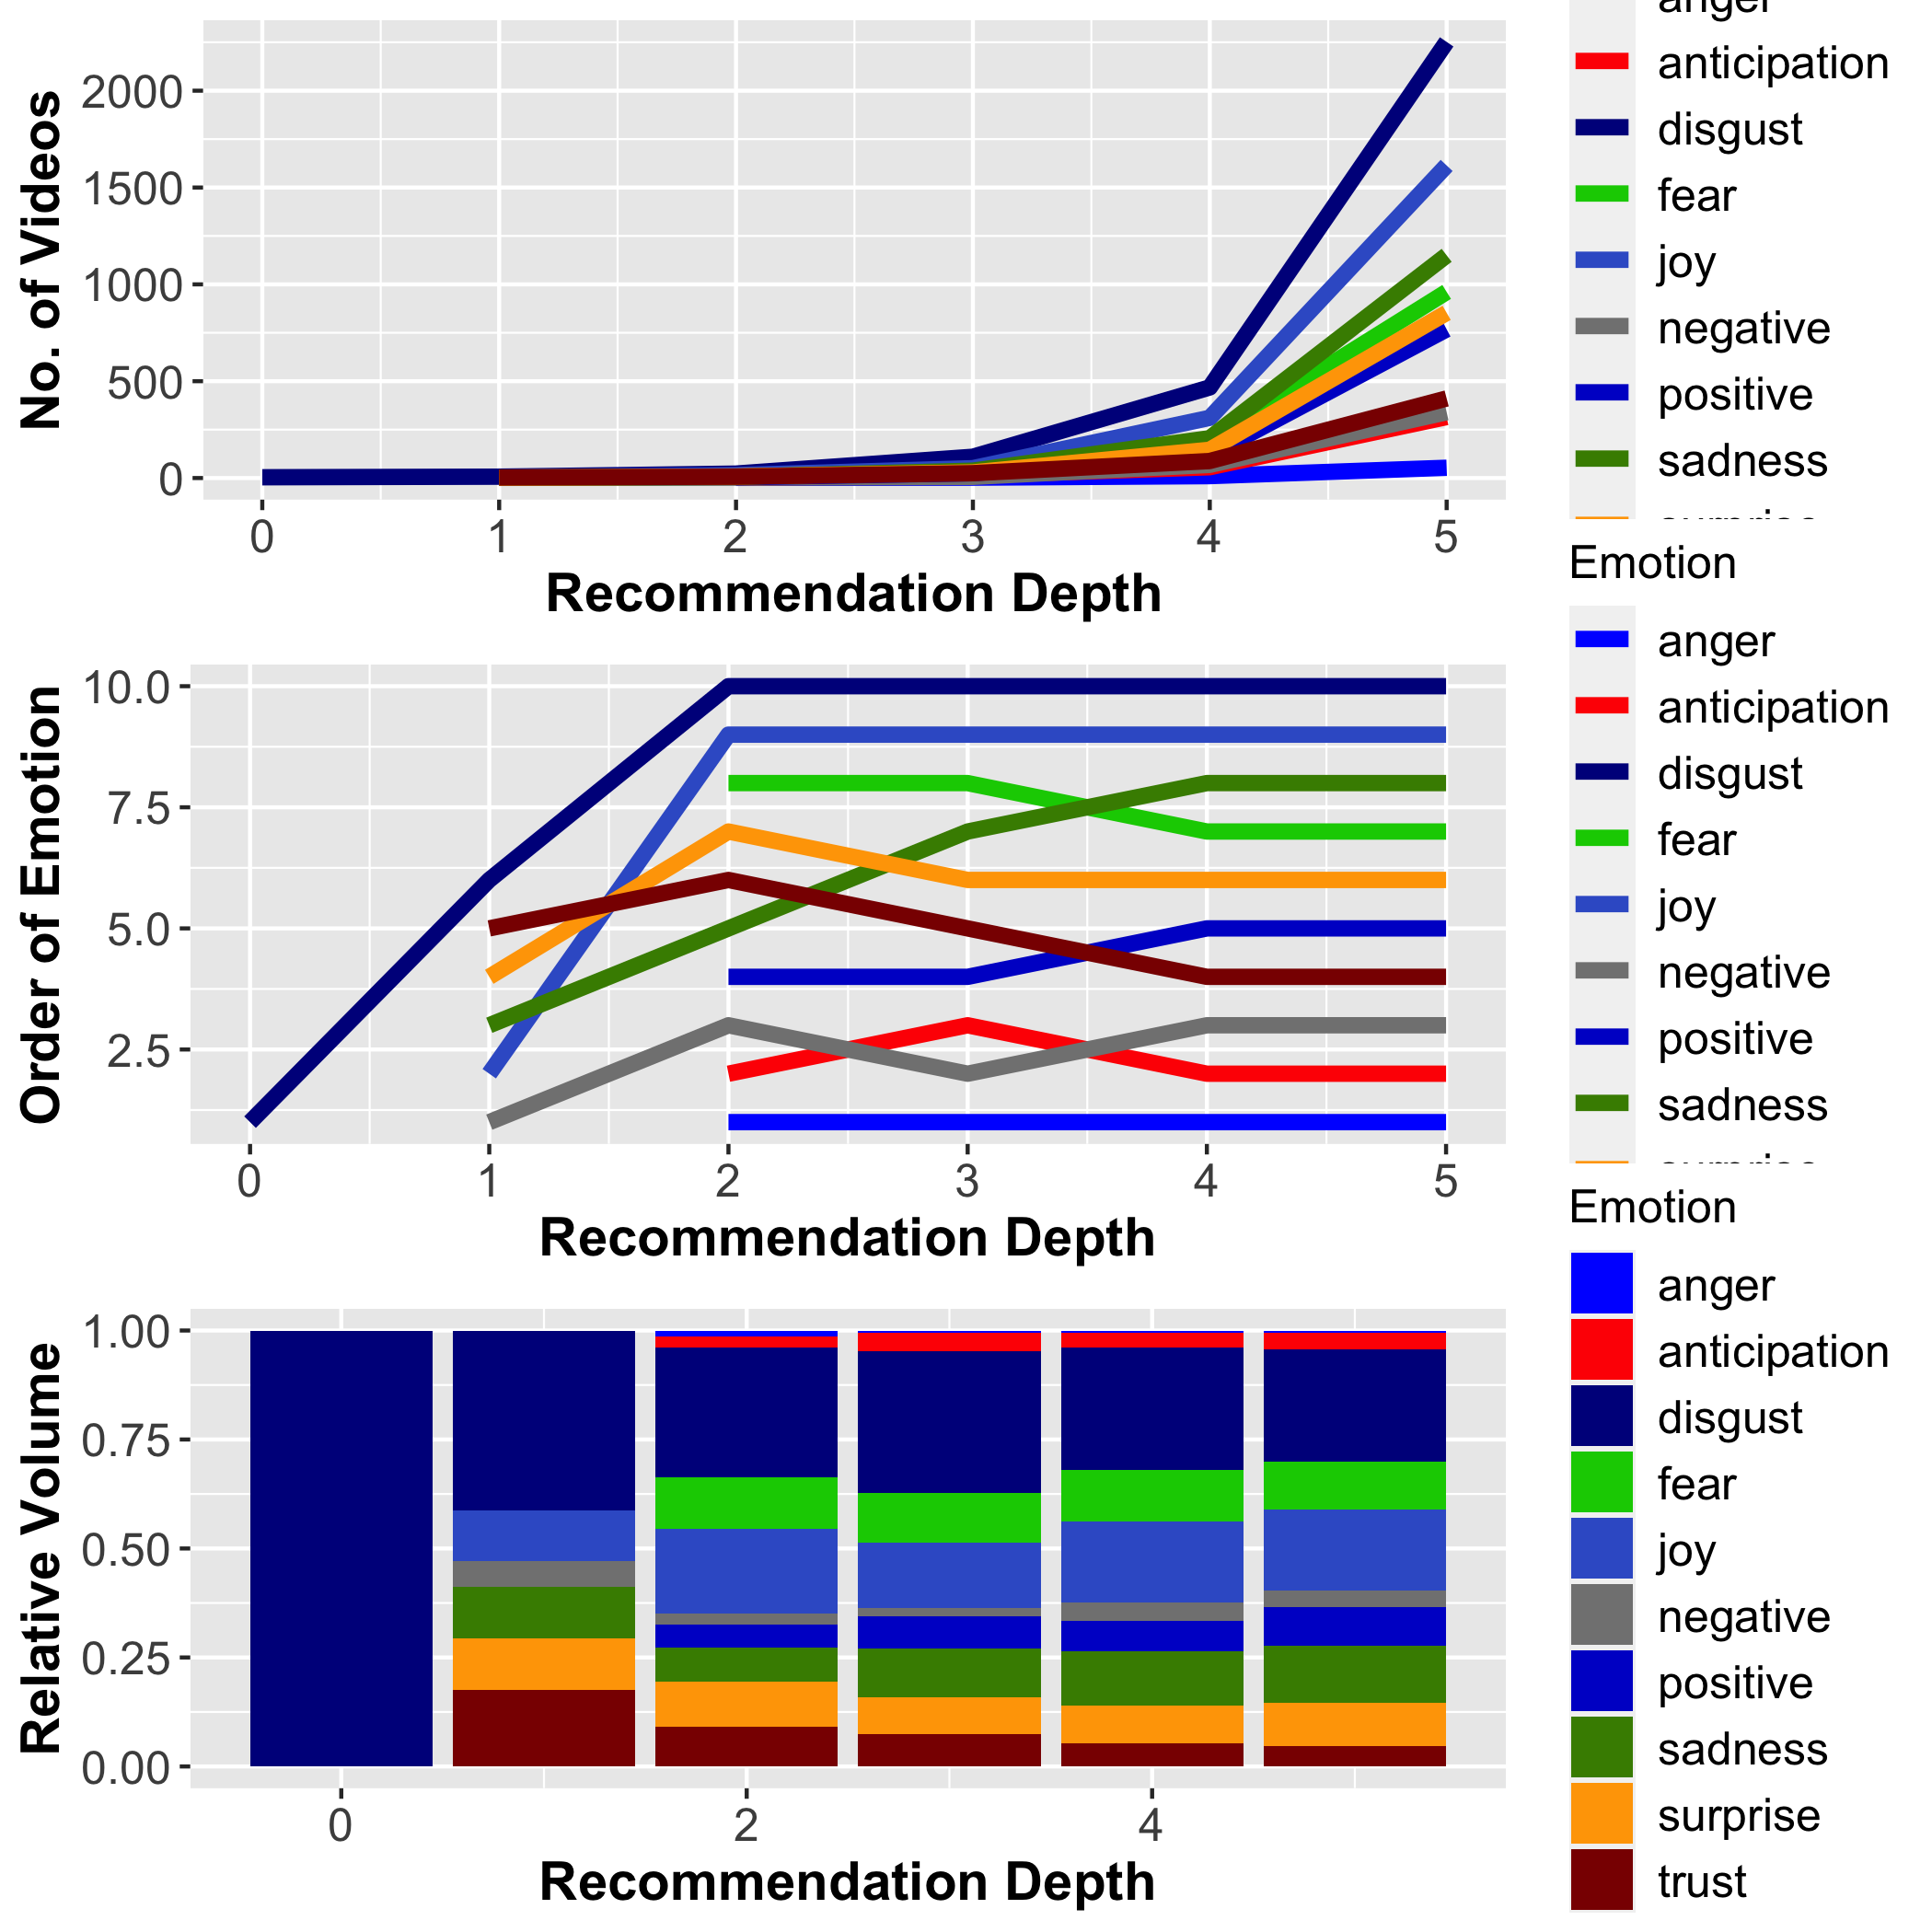 No. of Videos
2000
1500
1000
500
0
0 1 2 3 4 5
Recommendation Depth
anger
anticipation
disgust
fear
joy
negative
positive
sadness
surprise
Order of Emotion
10.0
7.5
5.0
2.5
0 1 2 3 4 5
Recommendation Depth
Emotion
anger
anticipation
disgust
fear
joy
negative
positive
sadness
surprise
Relative Volume
1.00
0.75
0.50
0.25
0.00
0 2 4
Recommendation Depth
Emotion
anger
anticipation
disgust
fear
joy
negative
positive
sadness
surprise
trust